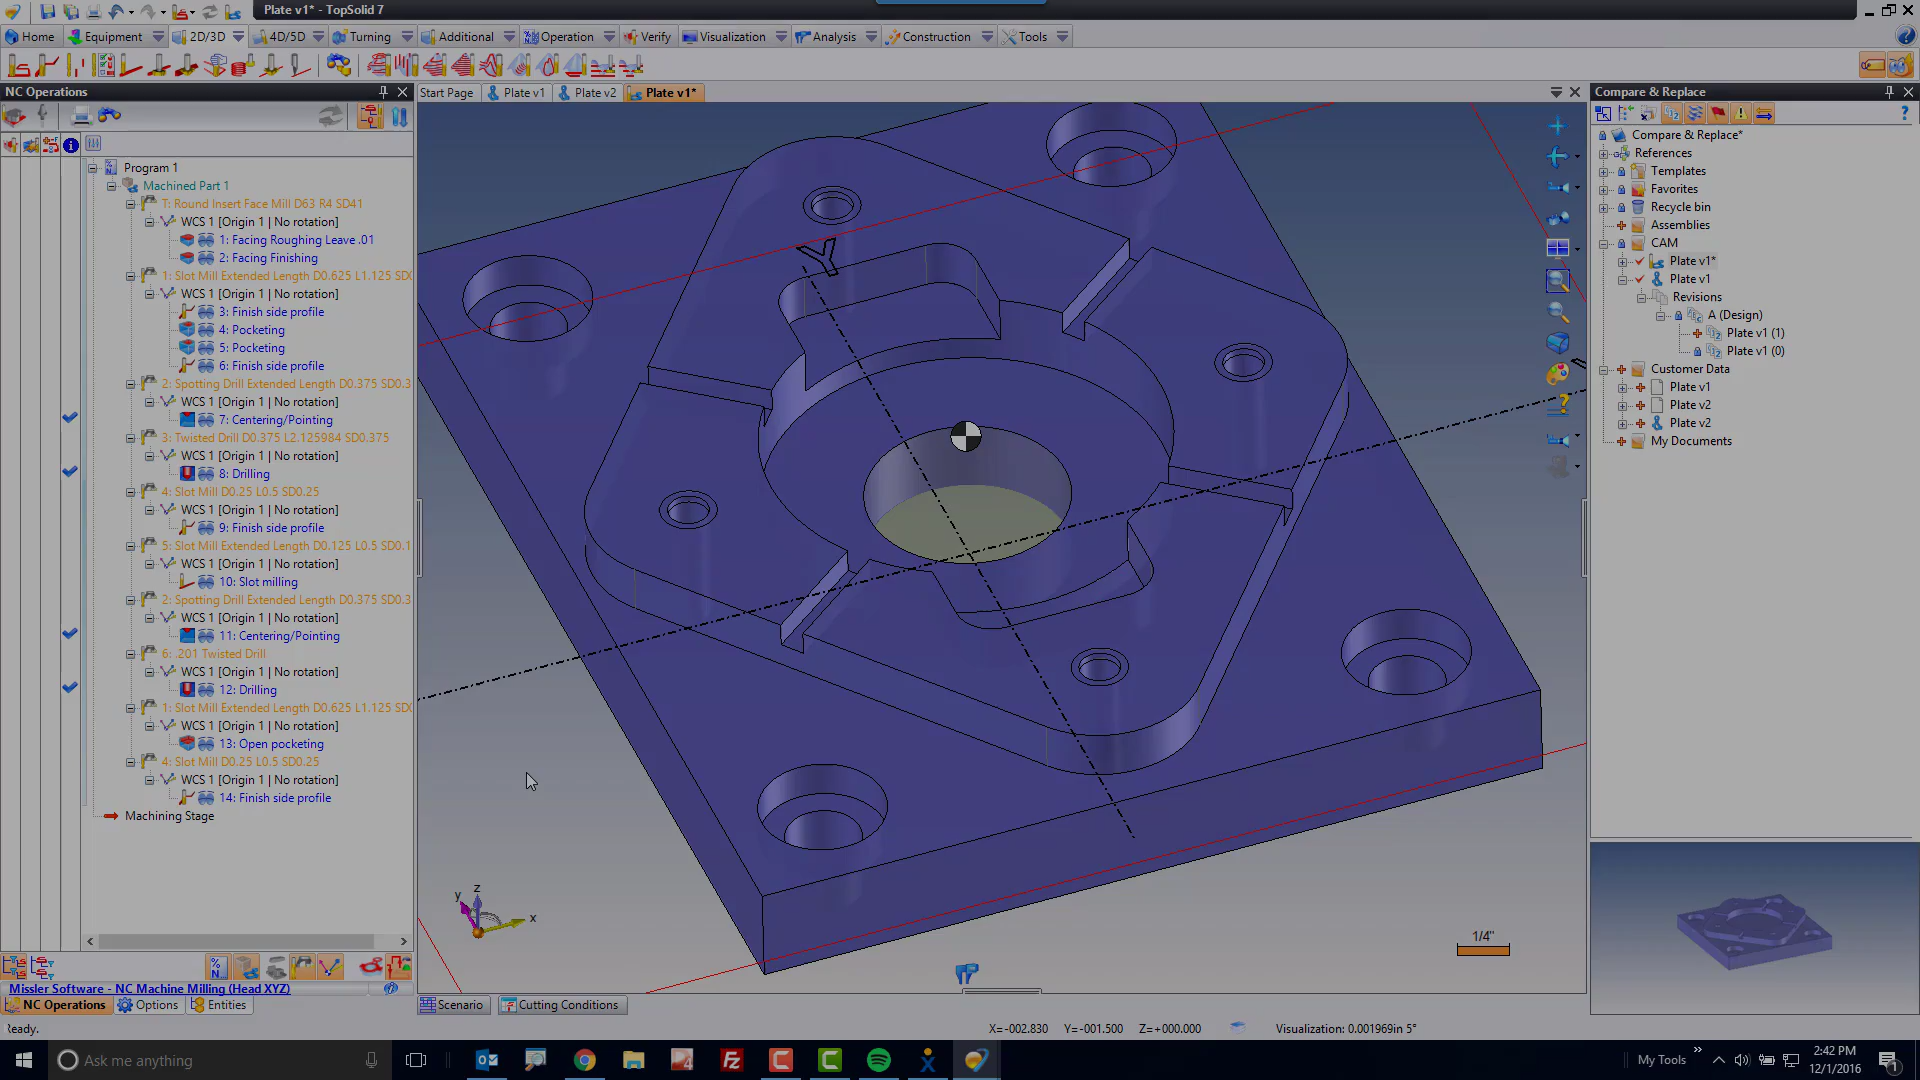 Plate v1* - TopSolid 7
Home
Equipment
2D/3D
4D/5D
Turning
Additional
Operation
Verify
Visualization
Analysis
Construction
Tools
NC Operations
Start Page
Plate v1
Plate v2
Plate v1*
Program 1
Machined Part 1
T: Round Insert Face Mill D63 R4 SD41
WCS 1 [Origin 1 | No rotation]
1: Facing Roughing Leave .01
2: Facing Finishing
1: Slot Mill Extended Length D0.625 L1.125 SD0
WCS 1 [Origin 1 | No rotation]
3: Finish side profile
4: Pocketing
5: Pocketing
6: Finish side profile
2: Spotting Drill Extended Length D0.375 SD0.3
WCS 1 [Origin 1 | No rotation]
7: Centering/Pointing
3: Twisted Drill D0.375 L2.125984 SD0.375
WCS 1 [Origin 1 | No rotation]
8: Drilling
4: Slot Mill D0.25 L0.5 SD0.25
WCS 1 [Origin 1 | No rotation]
9: Finish side profile
5: Slot Mill Extended Length D0.125 L0.5 SD0.1
WCS 1 [Origin 1 | No rotation]
10: Slot milling
2: Spotting Drill Extended Length D0.375 SD0.3
WCS 1 [Origin 1 | No rotation]
11: Centering/Pointing
6: .201 Twisted Drill
WCS 1 [Origin 1 | No rotation]
12: Drilling
1: Slot Mill Extended Length D0.625 L1.125 SD0
WCS 1 [Origin 1 | No rotation]
13: Open pocketing
4: Slot Mill D0.25 L0.5 SD0.25
WCS 1 [Origin 1 | No rotation]
14: Finish side profile
Machining Stage
Missler Software - NC Machine Milling (Head XYZ)
NC Operations
Options
Entities
Y
z
y
x
1/4"
Scenario
Cutting Conditions
Compare & Replace
Compare & Replace*
References
Templates
Favorites
Recycle bin
Assemblies
CAM
Plate v1*
Plate v1
Revisions
A (Design)
Plate v1 (1)
Plate v1 (0)
Customer Data
Plate v1
Plate v2
Plate v2
My Documents
Ready.
X=-002.830
Y=-001.500
Z=+000.000
Visualization: 0.001969in 5°
Ask me anything
My Tools
2:42 PM
12/1/2016